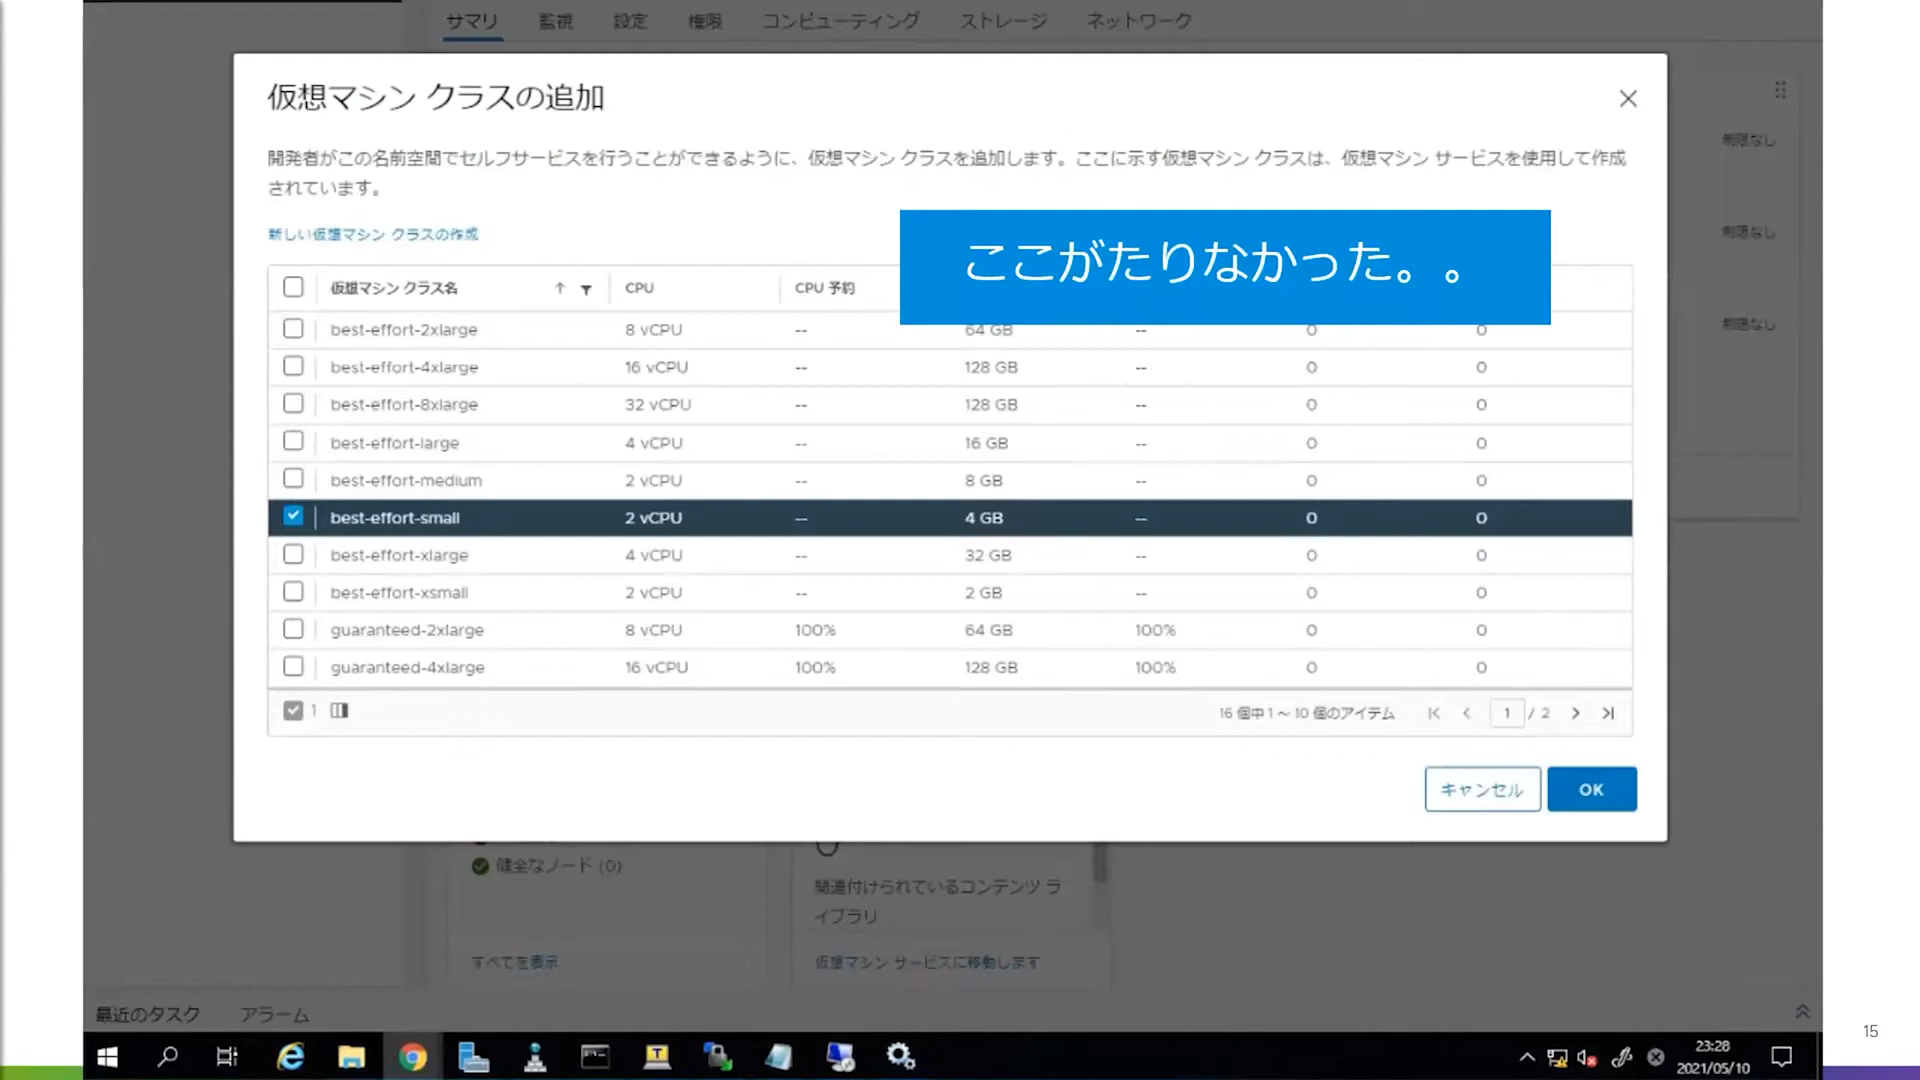 サマリ 監視 設定 権限 コンピューティング ストレージ ネットワーク
仮想マシン クラスの追加
開発者がこの名前空間でセルフサービスを行うことができるように、仮想マシン クラスを追加します。ここに示す仮想マシン クラスは、仮想マシン サービスを使用して作成
されています。
新しい仮想マシン クラスの作成
ここがたりなかった。。
仮想マシン クラス名 CPU CPU 予約
best-effort-2xlarge 8 vCPU -- 64 GB -- 0 0
best-effort-4xlarge 16 vCPU -- 128 GB -- 0 0
best-effort-8xlarge 32 vCPU -- 128 GB -- 0 0
best-effort-large 4 vCPU -- 16 GB -- 0 0
best-effort-medium 2 vCPU -- 8 GB -- 0 0
best-effort-small 2 vCPU -- 4 GB -- 0 0
best-effort-xlarge 4 vCPU -- 32 GB -- 0 0
best-effort-xsmall 2 vCPU -- 2 GB -- 0 0
guaranteed-2xlarge 8 vCPU 100% 64 GB 100% 0 0
guaranteed-4xlarge 16 vCPU 100% 128 GB 100% 0 0
1 16 個中 1 ~ 10 個のアイテム 1 / 2
キャンセル OK
制限なし
制限なし
制限なし
健全なノード (0)
関連付けられているコンテンツ ラ
イブラリ
すべてを表示 仮想マシン サービスに移動します
最近のタスク アラーム
23:28
2021/05/10
15